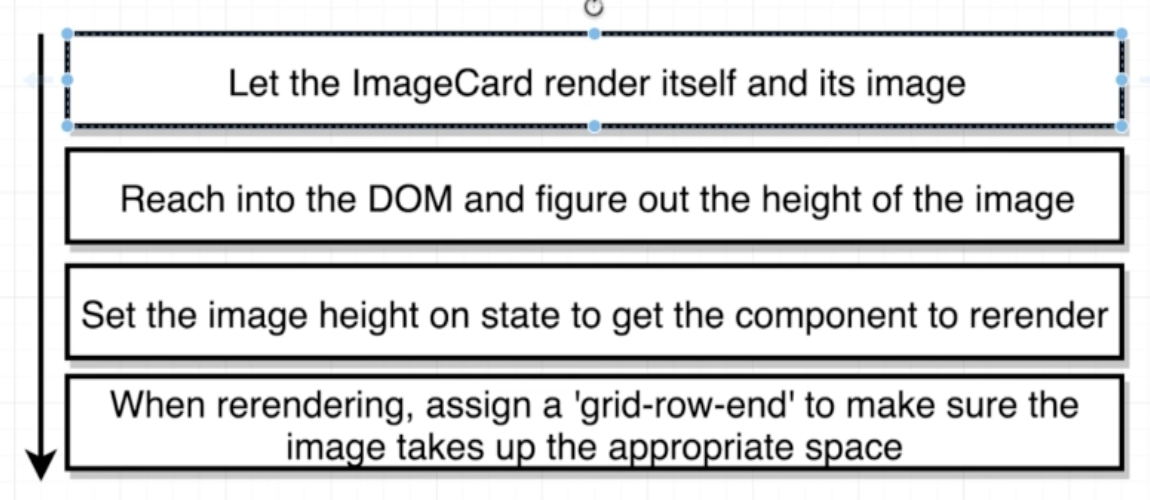 Let the ImageCard render itself and its image
Reach into the DOM and figure out the height of the image
Set the image height on state to get the component to rerender
When rerendering, assign a 'grid-row-end' to make sure the
image takes up the appropriate space